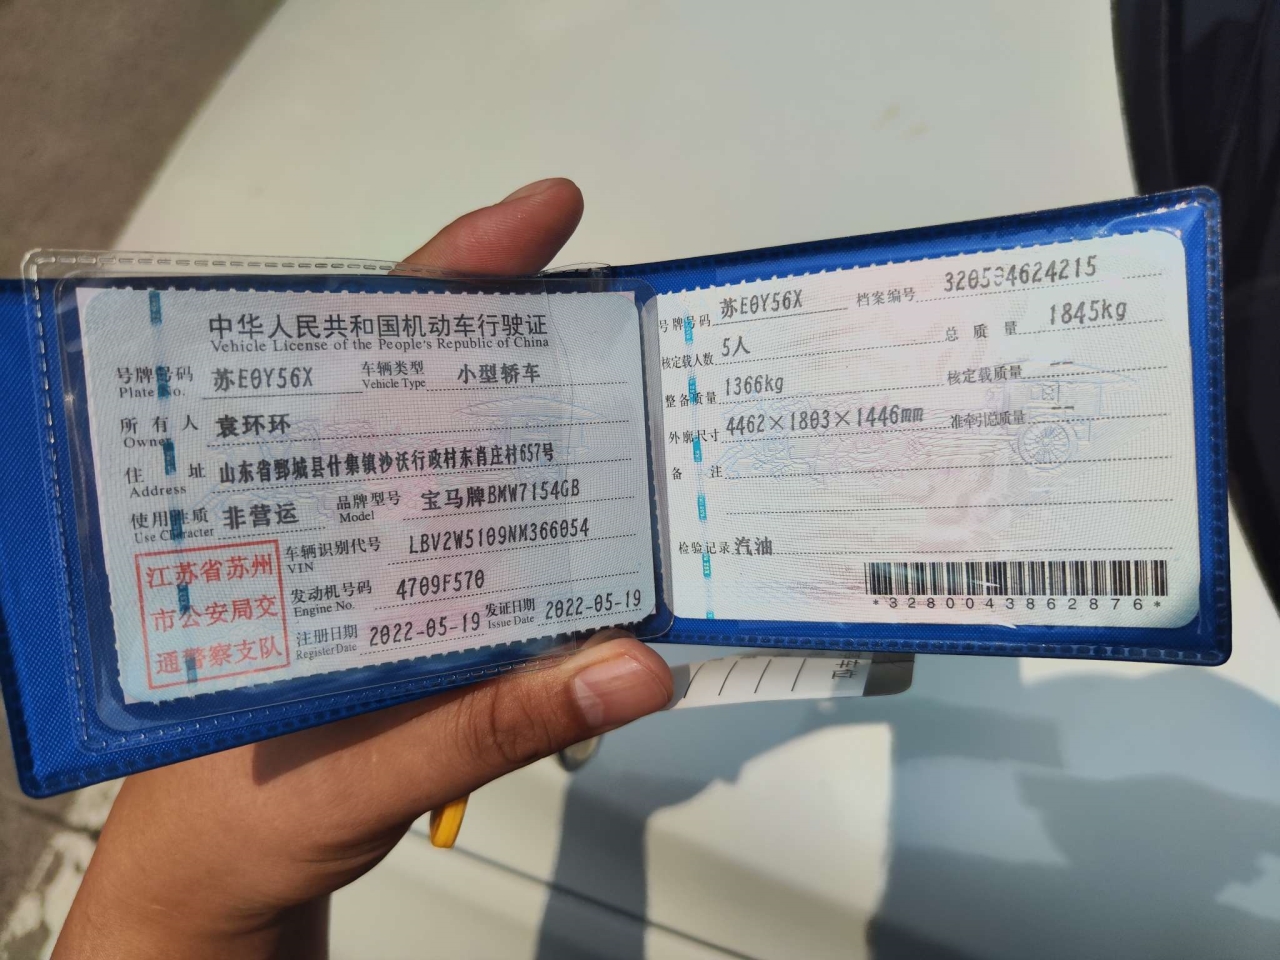 中华人民共和国机动车行驶证
Vehicle License of the People's Republic of China
号牌号码 苏E0Y56X 车辆类型 小型轿车
Plate No. Vehicle Type
所有人 袁环环
Owner
住址 山东省鄄城县什集镇沙沃行政村东肖庄村657号
Address
使用性质 非营运 品牌型号 宝马牌BMW7154GB
Use Character Model
江苏省苏州
市公安局交
通警察支队
车辆识别代号 LBV2W5109NM366054
VIN
发动机号码 4709F570
Engine No.
注册日期 2022-05-19 发证日期 2022-05-19
Register Date Issue Date
号牌号码 苏E0Y56X 档案编号 320594624215
核定载人数 5人 总质量 1845kg
整备质量 1366kg 核定载质量 --
外廓尺寸 4462×1803×1446mm 准牵引总质量 --
备注
检验记录 汽油
*3280043862876*